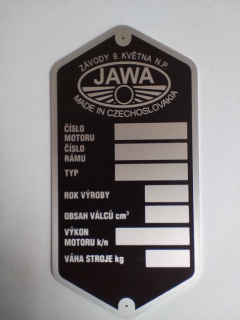 ZÁVODY 9. KVĚTNA N.P
JAWA
MADE IN CZECHOSLOVAKIA
ČÍSLO
MOTORU
ČÍSLO
RÁMU
TYP
ROK VÝROBY
OBSAH VÁLCŮ cm³
VÝKON
MOTORU k/n
VÁHA STROJE kg